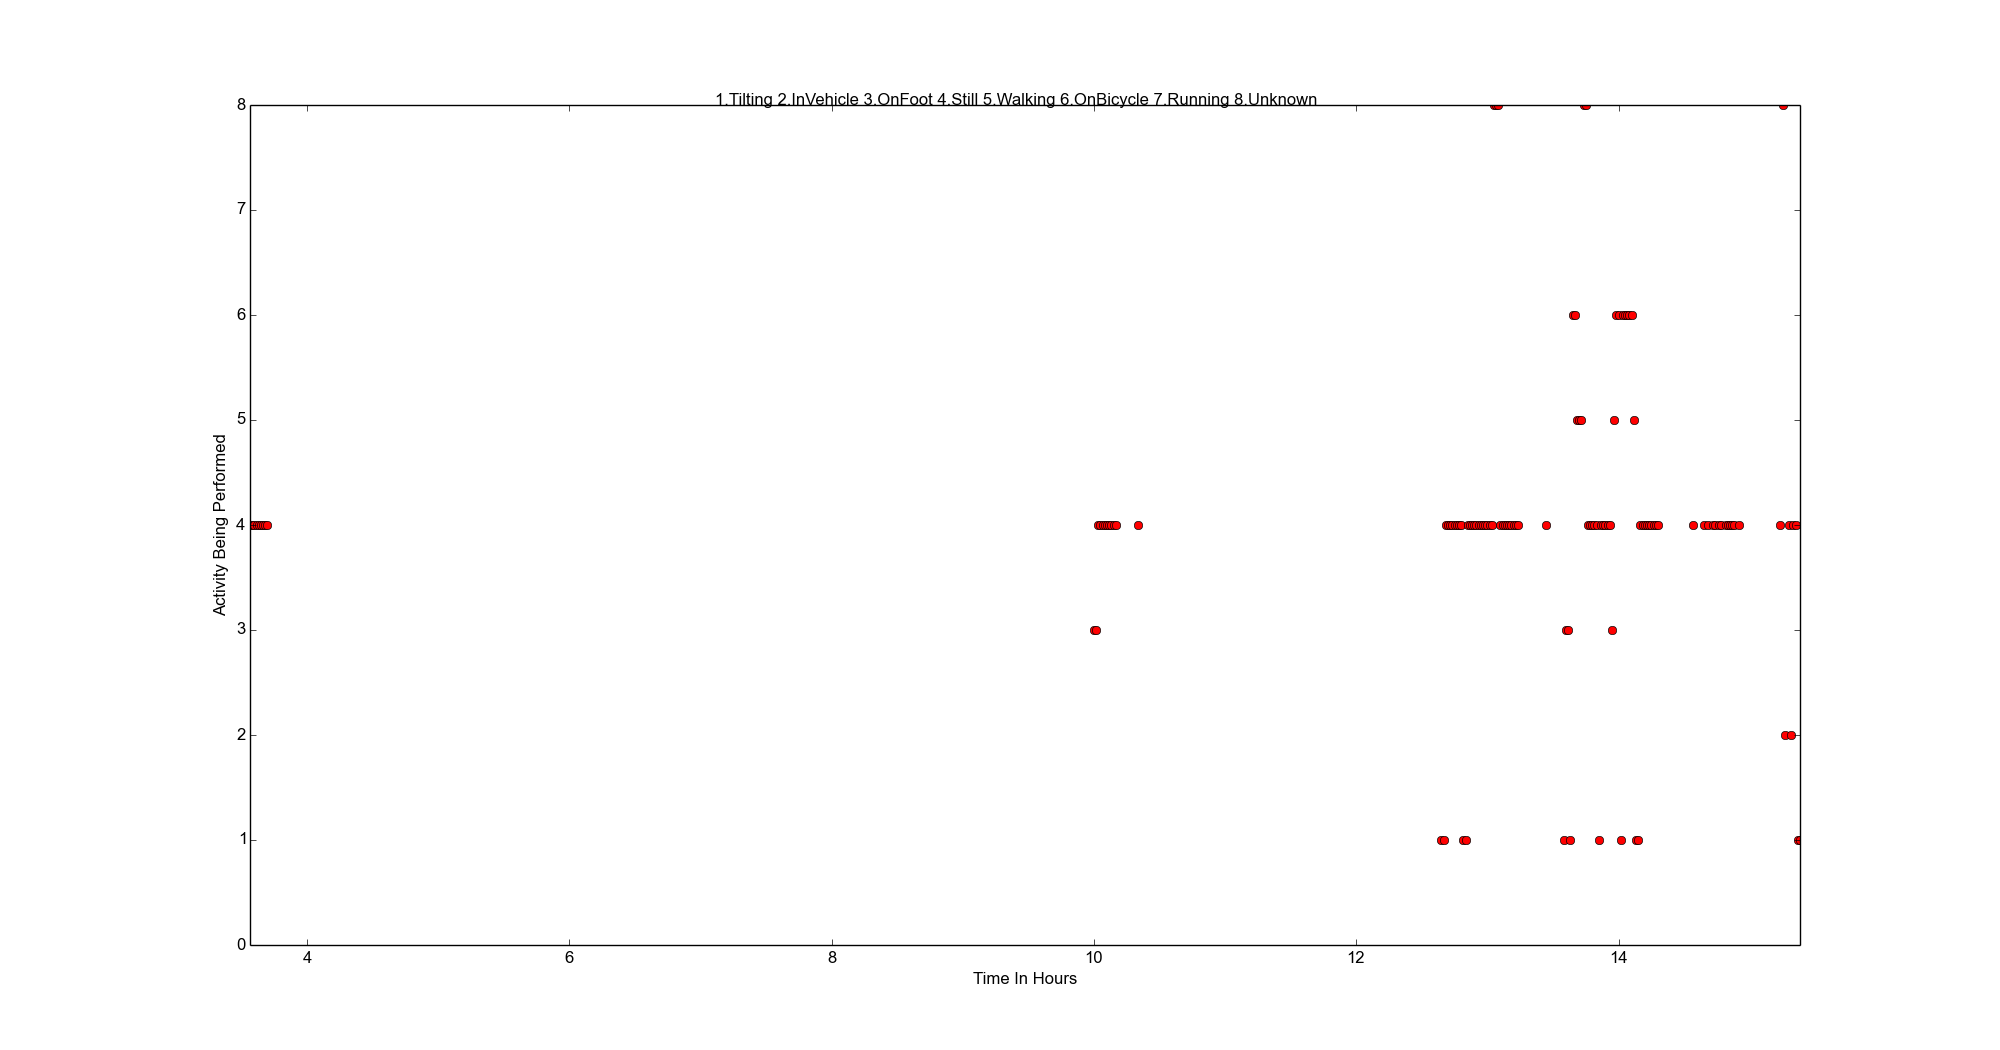 1.Tilting 2.InVehicle 3.OnFoot 4.Still 5.Walking 6.OnBicycle 7.Running 8.Unknown
8
7
6
5
4
3
2
1
0
Activity Being Performed
4 6 8 10 12 14
Time In Hours